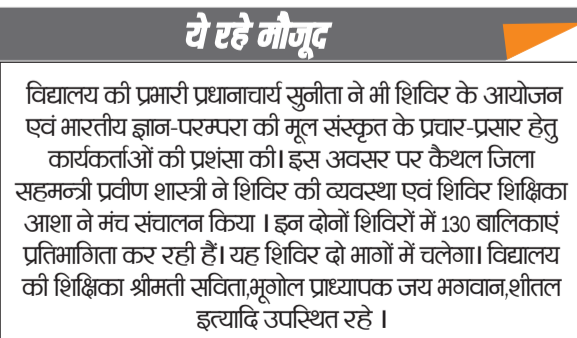 ये रहे मौजूद
विद्यालय की प्रभारी प्रधानाचार्य सुनीता ने भी शिविर के आयोजन
एवं भारतीय ज्ञान-परम्परा की मूल संस्कृत के प्रचार-प्रसार हेतु
कार्यकर्ताओं की प्रशंसा की। इस अवसर पर कैथल जिला
सहमन्त्री प्रवीण शास्त्री ने शिविर की व्यवस्था एवं शिविर शिक्षिका
आशा ने मंच संचालन किया । इन दोनों शिविरों में 130 बालिकाएं
प्रतिभागिता कर रही हैं। यह शिविर दो भागों में चलेगा। विद्यालय
की शिक्षिका श्रीमती सविता,भूगोल प्राध्यापक जय भगवान,शीतल
इत्यादि उपस्थित रहे ।